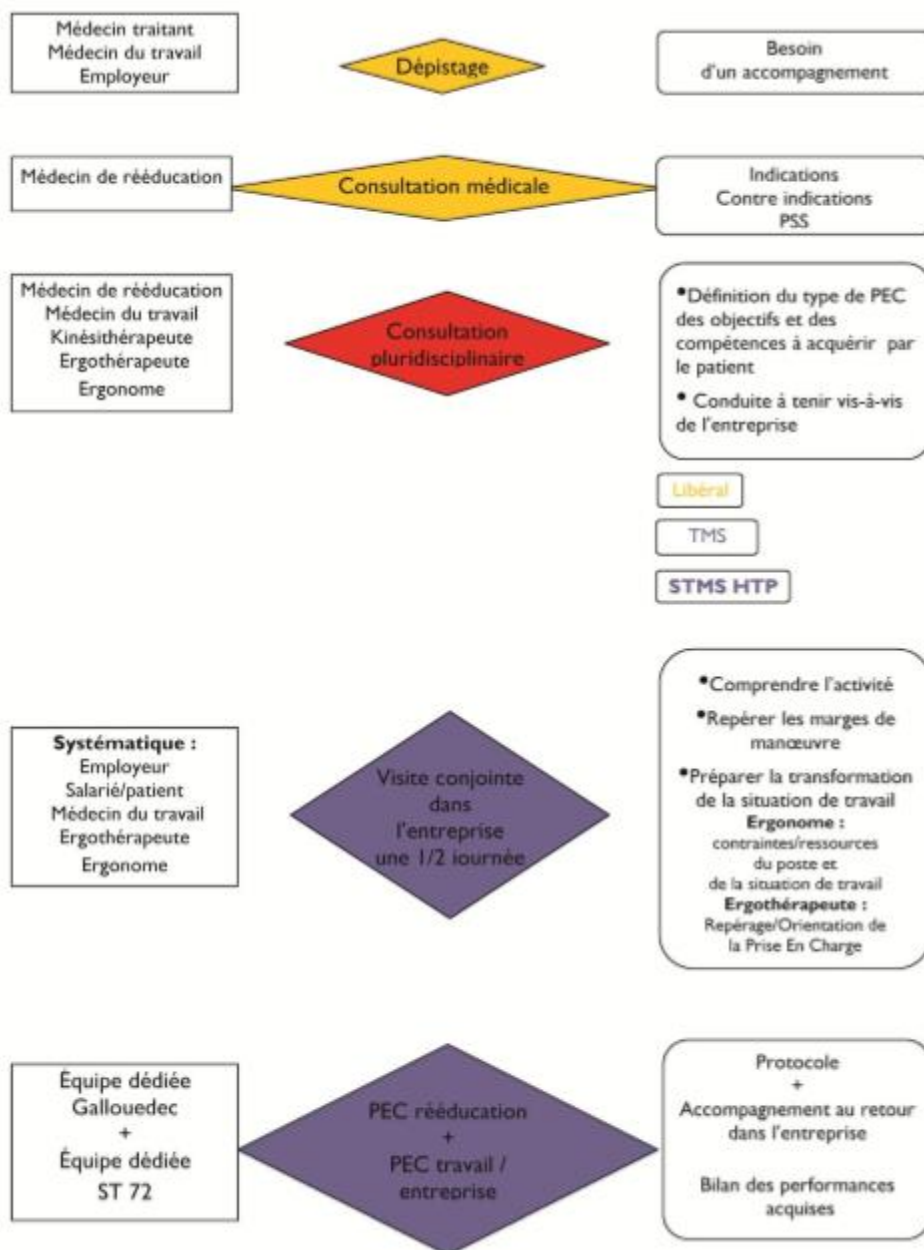 Médecin traitant
Médecin du travail
Employeur
Dépistage
Besoin
d'un accompagnement
Médecin de rééducation
Consultation médicale
Indications
Contre indications
PSS
Médecin de rééducation
Médecin du travail
Kinésithérapeute
Ergothérapeute
Ergonome
Consultation
pluridisciplinaire
•Définition du type de PEC
des objectifs et des
compétences à acquérir par
le patient
• Conduite à tenir vis-à-vis
de l'entreprise
Libéral
TMS
STMS HTP
Systématique :
Employeur
Salarié/patient
Médecin du travail
Ergothérapeute
Ergonome
Visite conjointe
dans
l'entreprise
une 1/2 journée
•Comprendre l'activité
•Repérer les marges de
manœuvre
•Préparer la transformation
de la situation de travail
Ergonome :
contraintes/ressources
du poste et
de la situation de travail
Ergothérapeute :
Repérage/Orientation de
la Prise En Charge
Équipe dédiée
Gallouedec
+
Équipe dédiée
ST 72
PEC rééducation
+
PEC travail /
entreprise
Protocole
+
Accompagnement au retour
dans l'entreprise
Bilan des performances
acquises